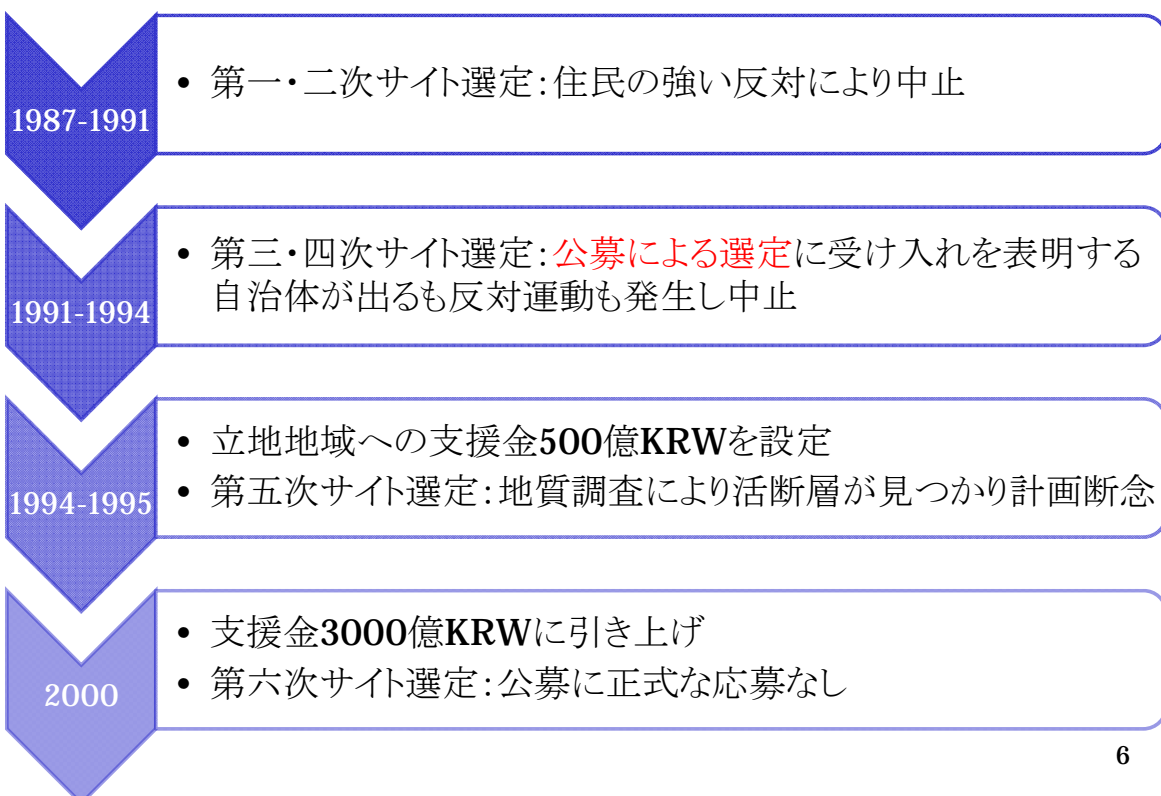 1987-1991
• 第一・二次サイト選定：住民の強い反対により中止
1991-1994
• 第三・四次サイト選定：公募による選定に受け入れを表明する
自治体が出るも反対運動も発生し中止
1994-1995
• 立地地域への支援金500億KRWを設定
• 第五次サイト選定：地質調査により活断層が見つかり計画断念
2000
• 支援金3000億KRWに引き上げ
• 第六次サイト選定：公募に正式な応募なし
6